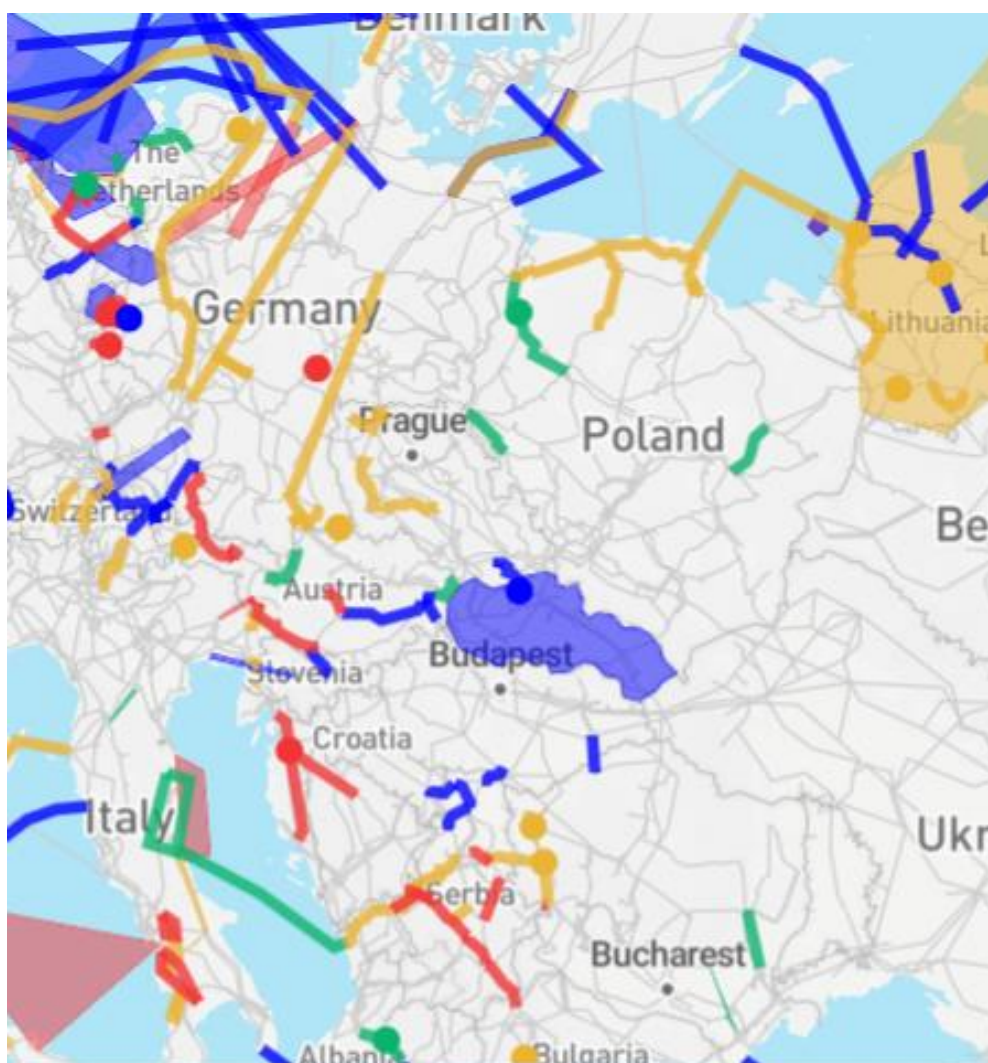 Denmark
The
Netherlands
Germany
Lithuania
Prague
Poland
Switzerland
Be
Austria
Budapest
Slovenia
Croatia
Italy
Ukr
Serbia
Bucharest
Albania
Bulgaria